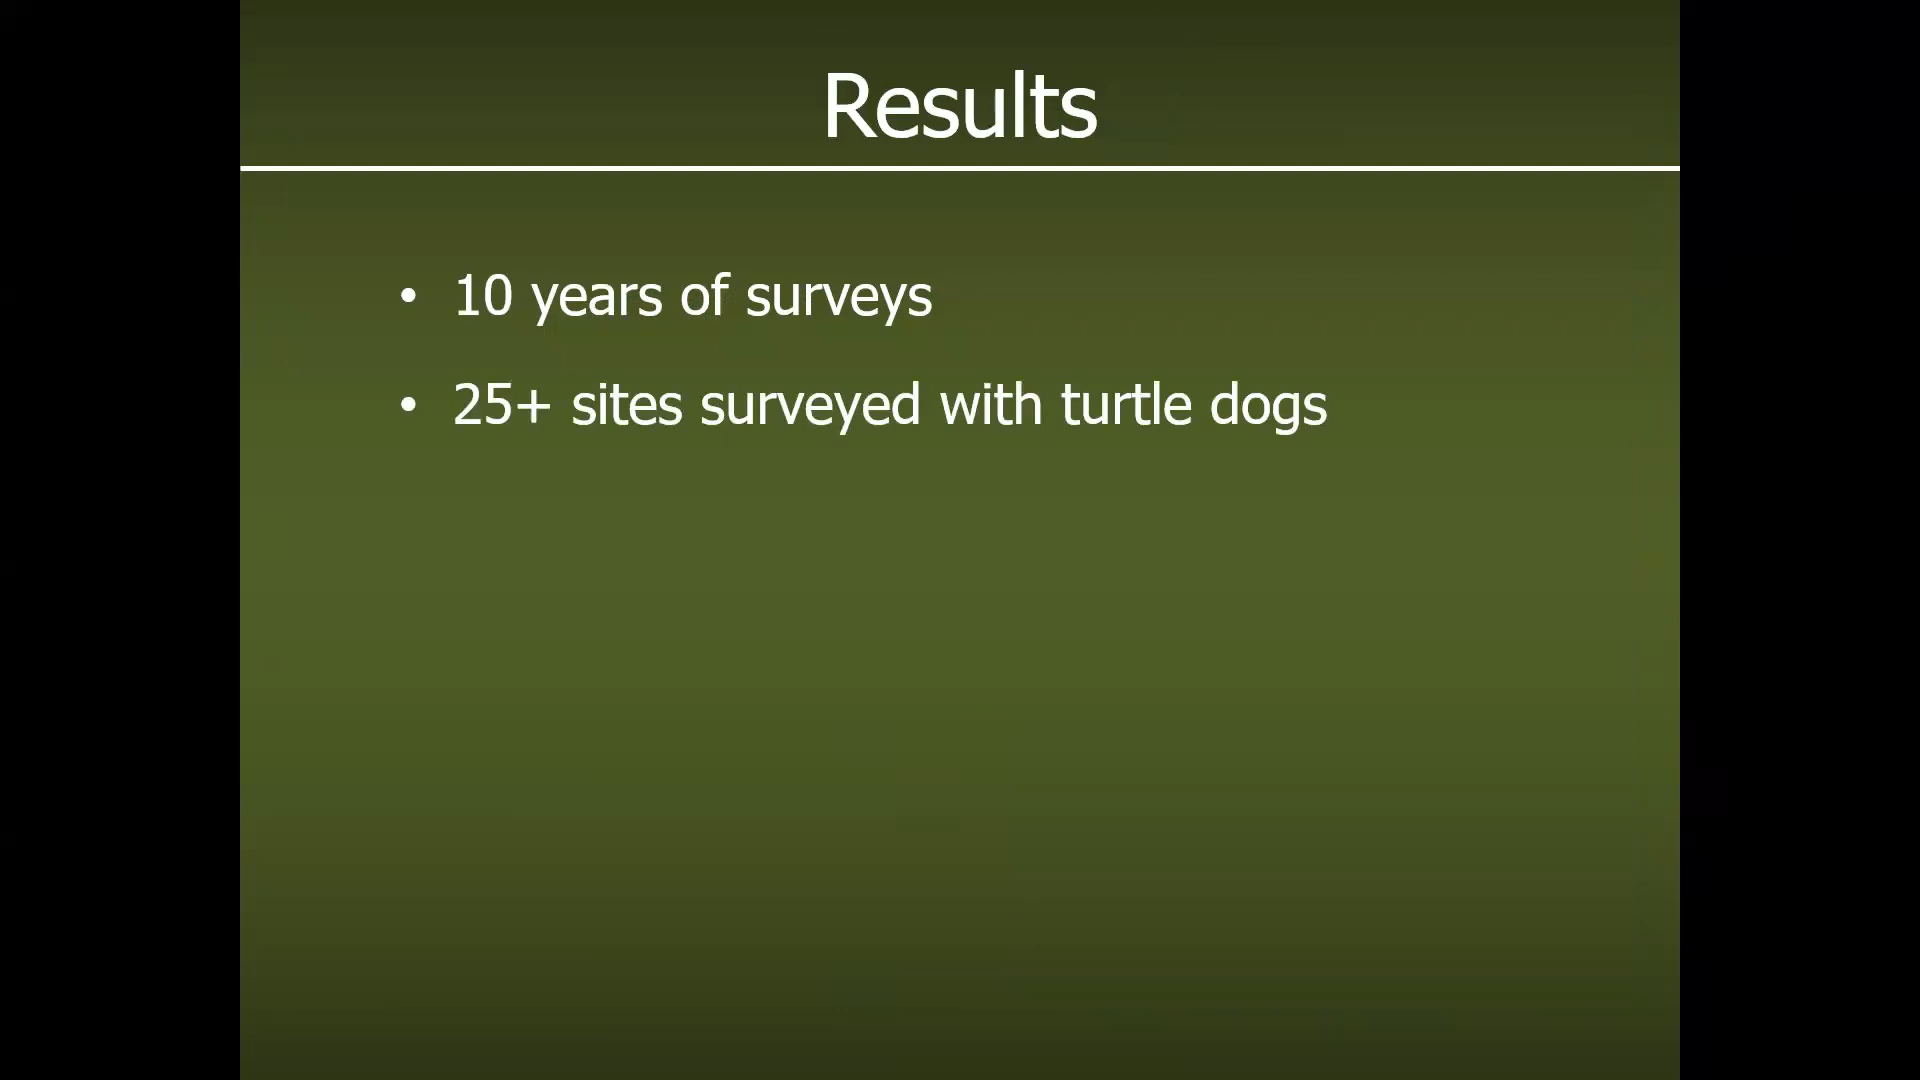 Results
• 10 years of surveys
• 25+ sites surveyed with turtle dogs